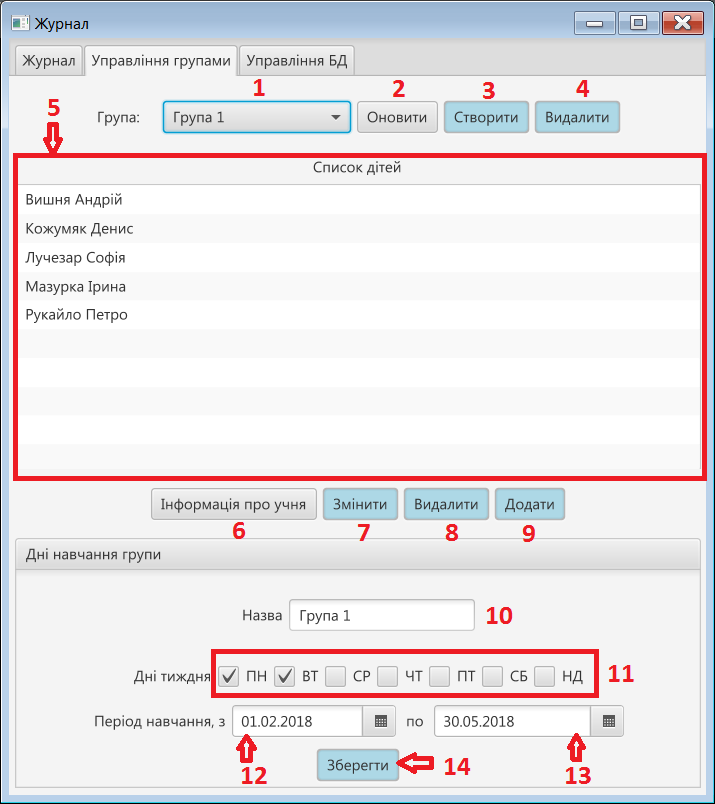 Журнал
Журнал Управління групами Управління БД
1 2 3 4
5
Група: Група 1 Оновити Створити Видалити
Список дітей
Вишня Андрій
Кожумяк Денис
Лучезар Софія
Мазурка Ірина
Рукайло Петро
Інформація про учня Змінити Видалити Додати
6 7 8 9
Дні навчання групи
Назва Група 1 10
Дні тиждня ПН ВТ СР ЧТ ПТ СБ НД 11
Період навчання, з 01.02.2018 по 30.05.2018
12 13
Зберегти 14